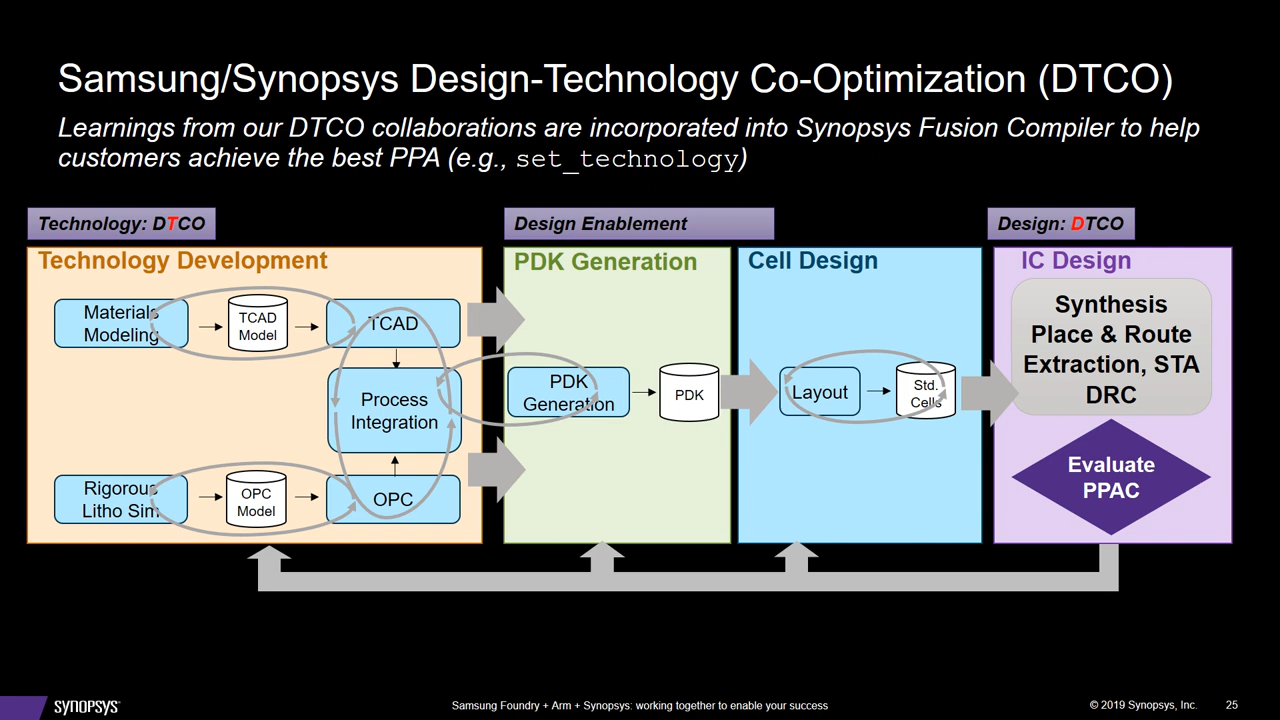 Samsung/Synopsys Design-Technology Co-Optimization (DTCO)
Learnings from our DTCO collaborations are incorporated into Synopsys Fusion Compiler to help
customers achieve the best PPA (e.g., set_technology)
Technology: DTCO
Design Enablement
Design: DTCO
Technology Development
PDK Generation
Cell Design
IC Design
Materials
Modeling
TCAD
Model
TCAD
Process
Integration
Rigorous
Litho Sim
OPC
Model
OPC
PDK
Generation
PDK
Layout
Std.
Cells
Synthesis
Place & Route
Extraction, STA
DRC
Evaluate
PPAC
SYNOPSYS
Samsung Foundry + Arm + Synopsys: working together to enable your success
© 2019 Synopsys, Inc.
25